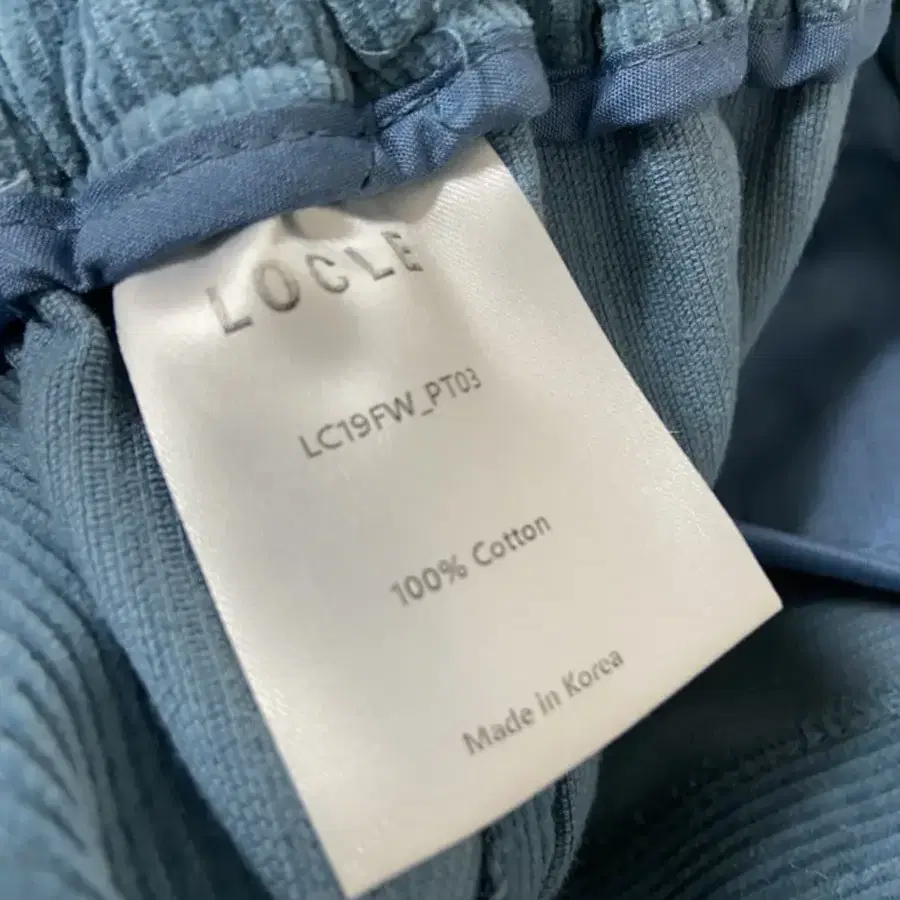 LOCLE
LC19FW_PT03
100% Cotton
Made in Korea